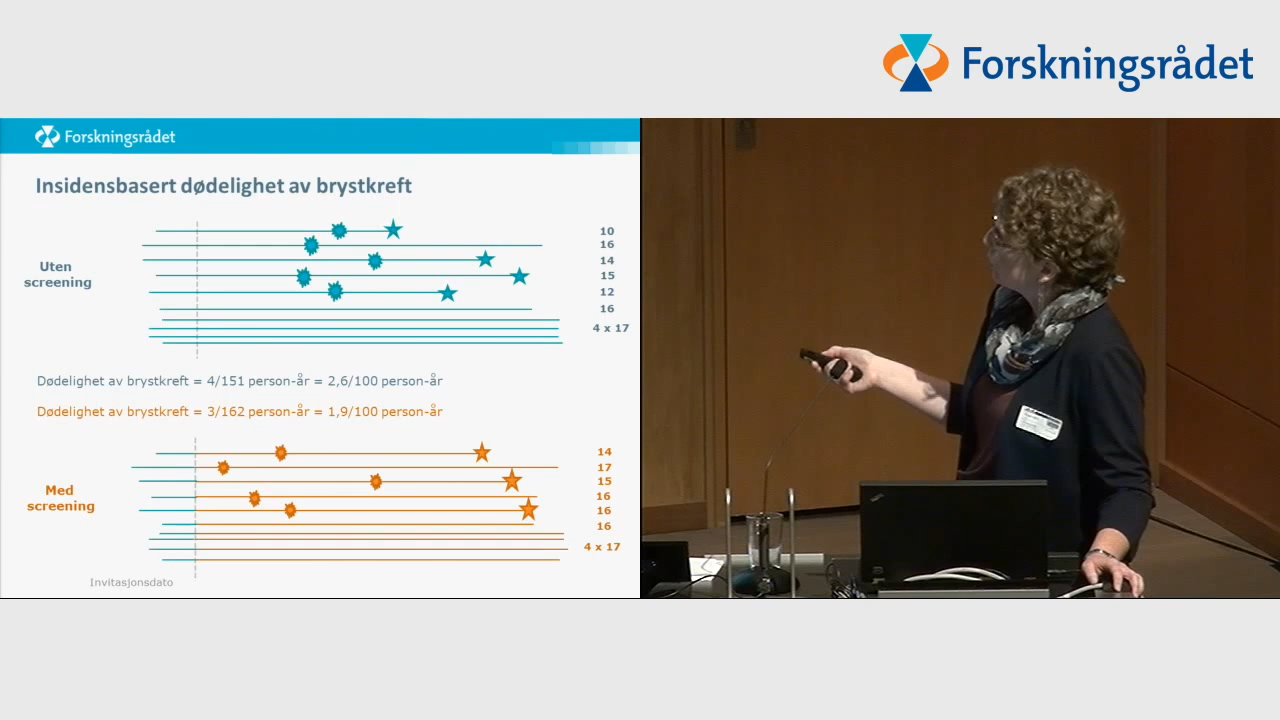 Forskningsrådet
Forskningsrådet
Insidensbasert dødelighet av brystkreft
Uten
screening
10
16
14
15
12
16
4 x 17
Dødelighet av brystkreft = 4/151 person-år = 2,6/100 person-år
Dødelighet av brystkreft = 3/162 person-år = 1,9/100 person-år
Med
screening
14
17
15
16
16
16
4 x 17
Invitasjonsdato